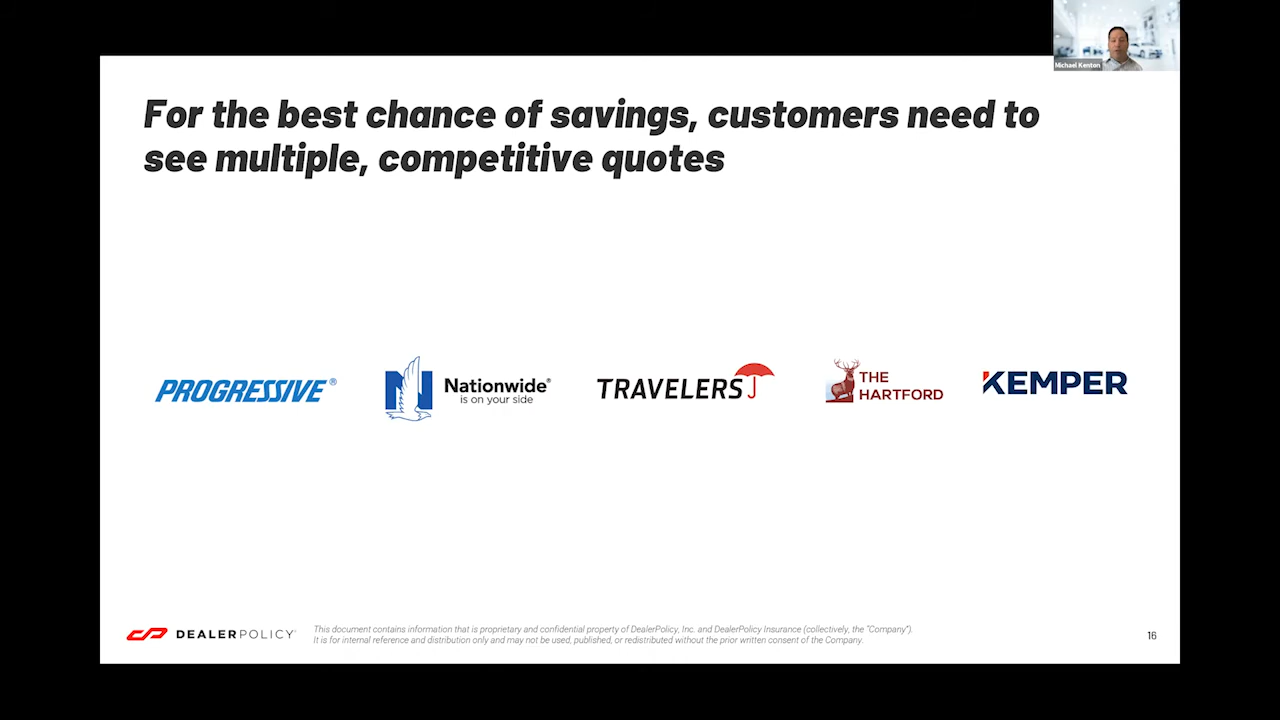 Michael Kenton
For the best chance of savings, customers need to
see multiple, competitive quotes
PROGRESSIVE®
Nationwide®
is on your side
TRAVELERS
THE
HARTFORD
KEMPER
DEALERPOLICY
This document contains information that is proprietary and confidential property of DealerPolicy, Inc. and DealerPolicy Insurance (collectively, the "Company").
It is for internal reference and distribution only and may not be used, published, or redistributed without the prior written consent of the Company.
16